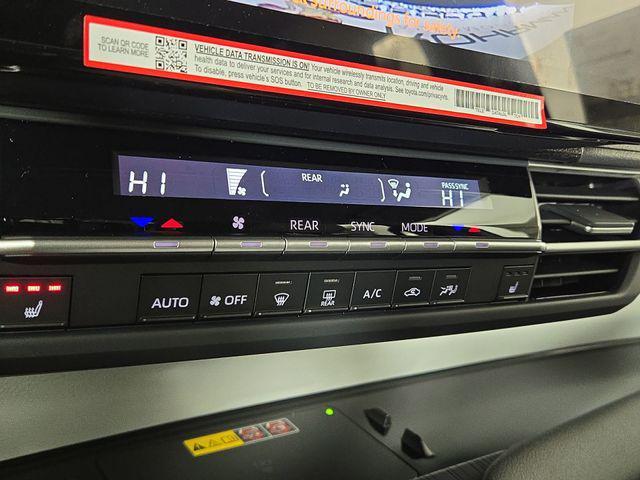 surroundings for safety.
SCAN QR CODE TO LEARN MORE
VEHICLE DATA TRANSMISSION IS ON! Your vehicle wirelessly transmits location, driving and vehicle
health data to deliver your services and for internal research and data analysis. See toyota.com/privacyvts.
To disable, press vehicle's SOS button. TO BE REMOVED BY OWNER ONLY
HI REAR PASS SYNC HI
REAR SYNC MODE
AUTO OFF REAR A/C